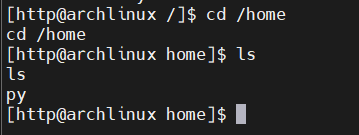 [http@archlinux /]$ cd /home
cd /home
[http@archlinux home]$ ls
ls
py
[http@archlinux home]$